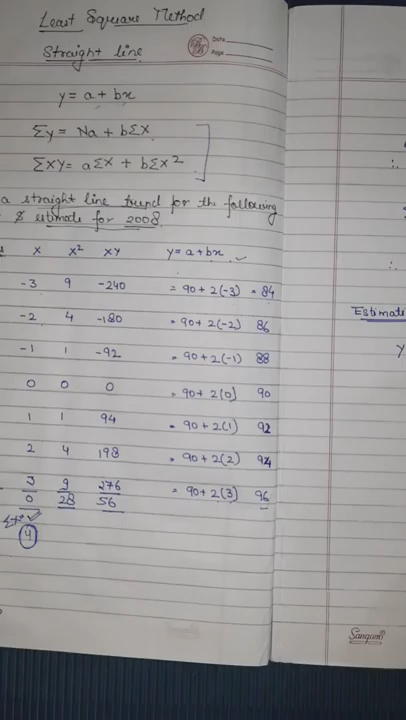 Least Square Method
Straight line
Date
Page
y = a + bx
Σy = Na + bΣx
Σxy = aΣx + bΣx²
a straight line trend for the following
& estimate for 2008
x x² xy y = a + bx
-3 9 -240 = 90 + 2(-3) = 84
-2 4 -180 = 90 + 2(-2) 86
-1 1 -92 = 90 + 2(-1) 88
0 0 0 = 90 + 2(0) 90
1 1 94 = 90 + 2(1) 92
2 4 198 = 90 + 2(2) 94
3 9 276 = 90 + 2(3) 96
0 28 56
4
∴
∴
Estimate
y
Sangam